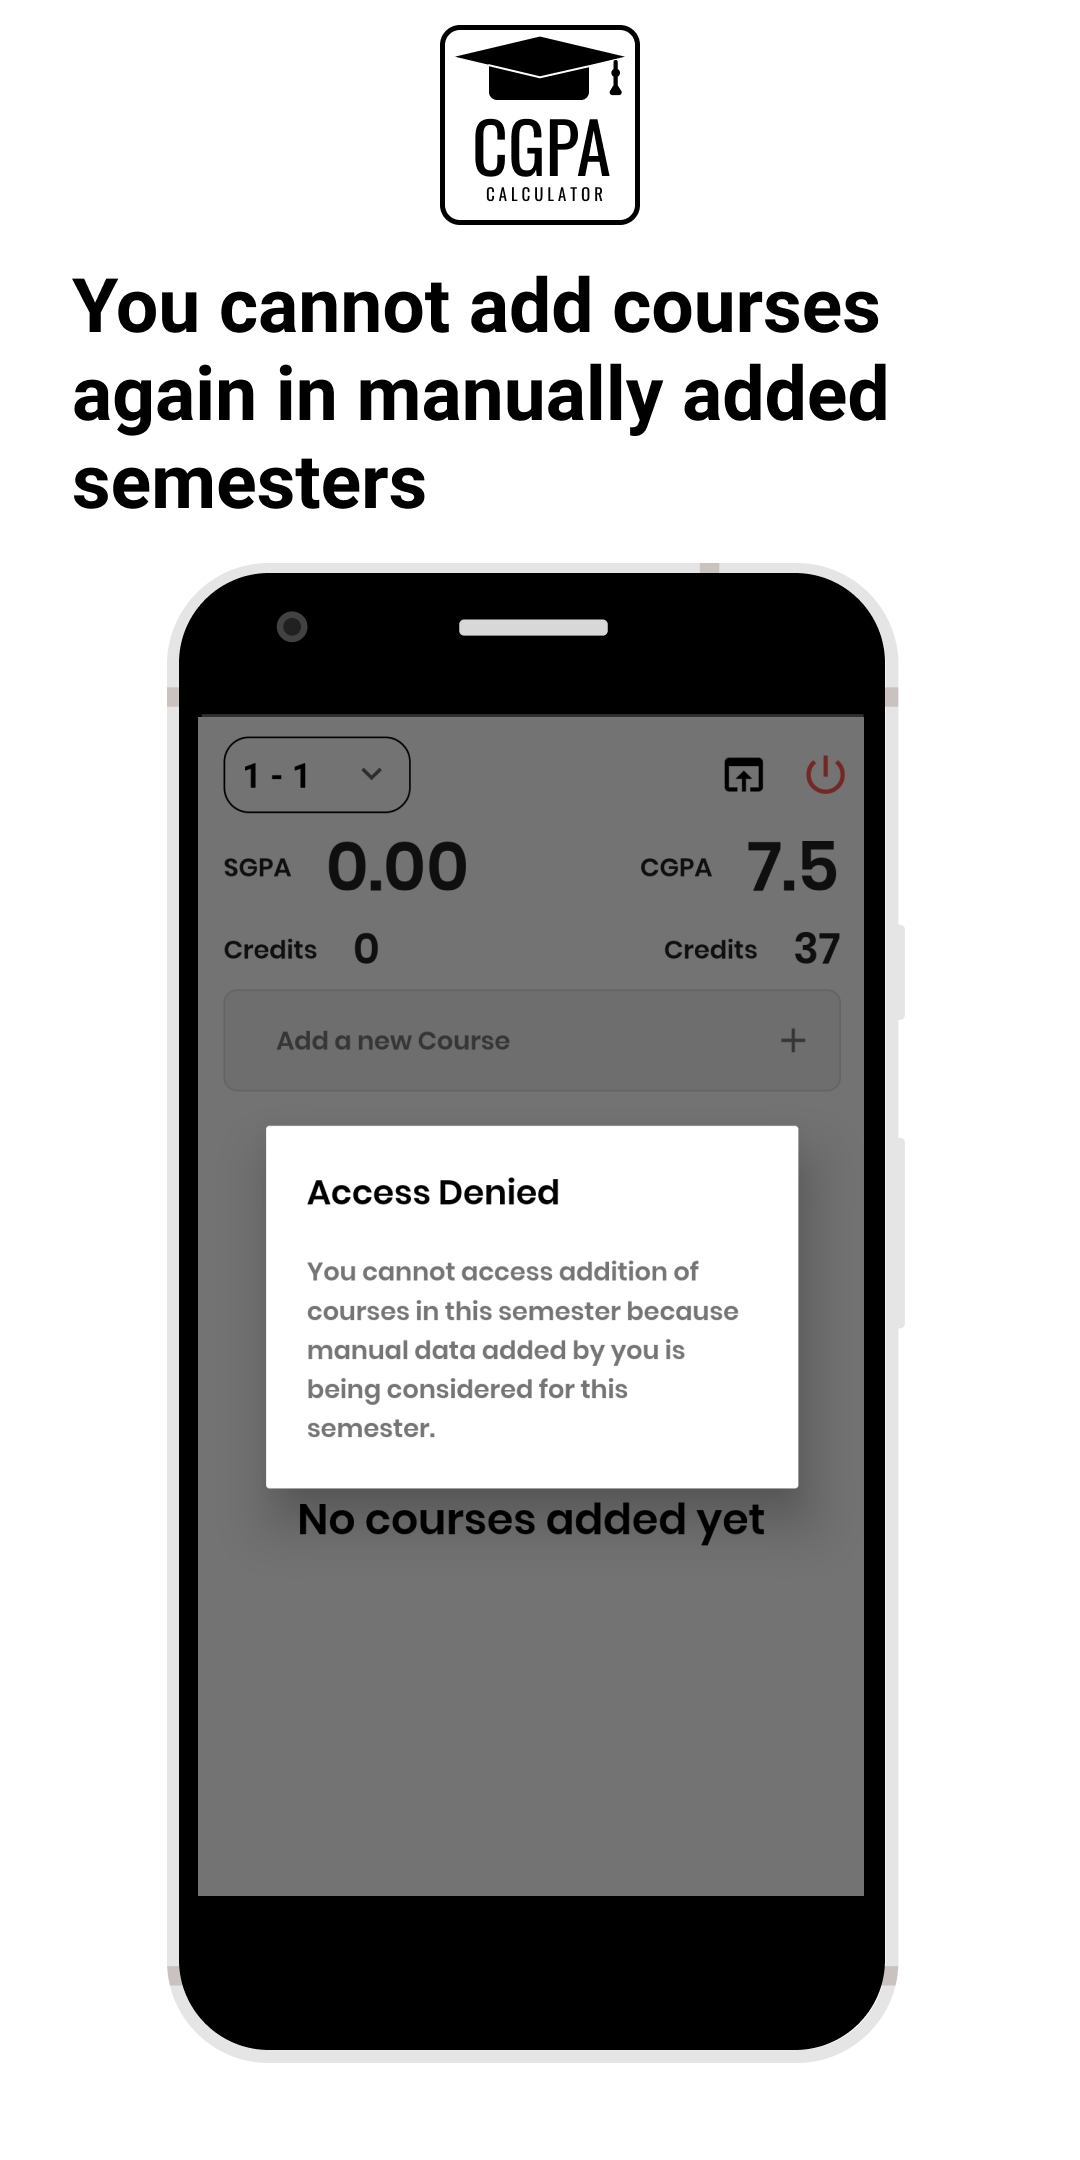 CGPA
CALCULATOR
You cannot add courses
again in manually added
semesters
1 - 1
SGPA 0.00 CGPA 7.5
Credits 0 Credits 37
Add a new Course +
Access Denied
You cannot access addition of
courses in this semester because
manual data added by you is
being considered for this
semester.
No courses added yet